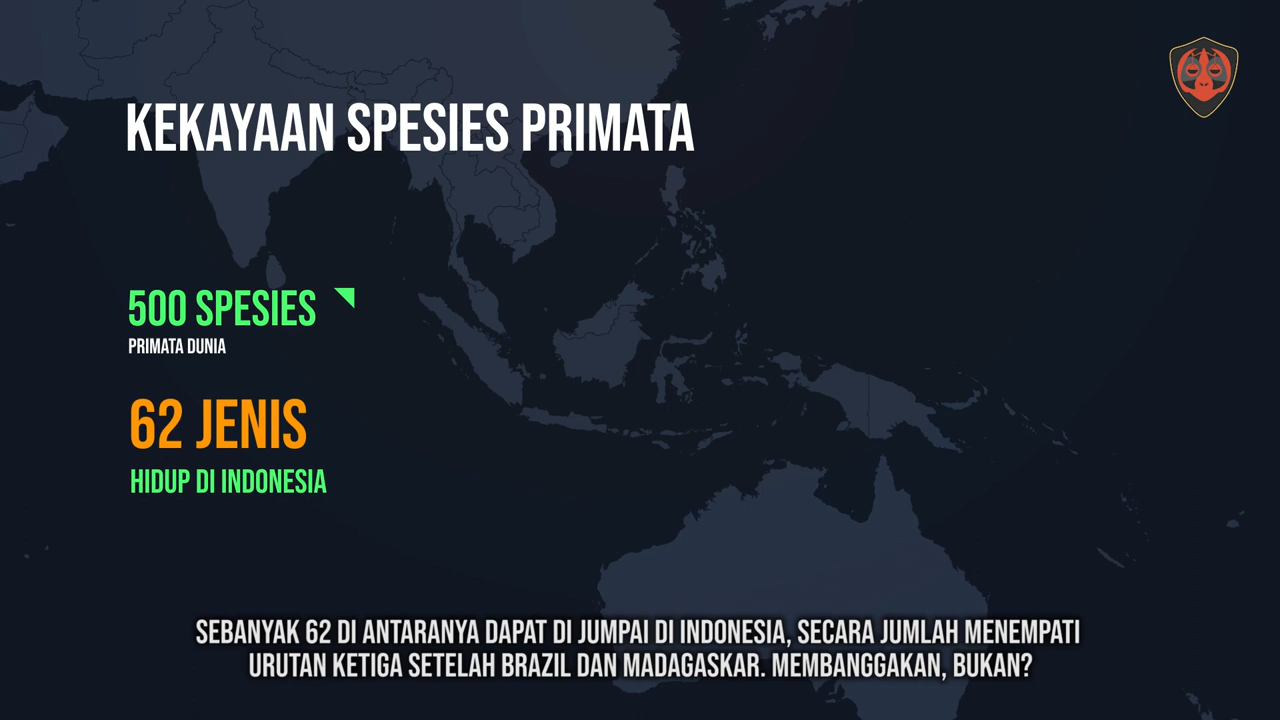 KEKAYAAN SPESIES PRIMATA
500 SPESIES
PRIMATA DUNIA
62 JENIS
HIDUP DI INDONESIA
SEBANYAK 62 DI ANTARANYA DAPAT DI JUMPAI DI INDONESIA, SECARA JUMLAH MENEMPATI
URUTAN KETIGA SETELAH BRAZIL DAN MADAGASKAR. MEMBANGGAKAN, BUKAN?